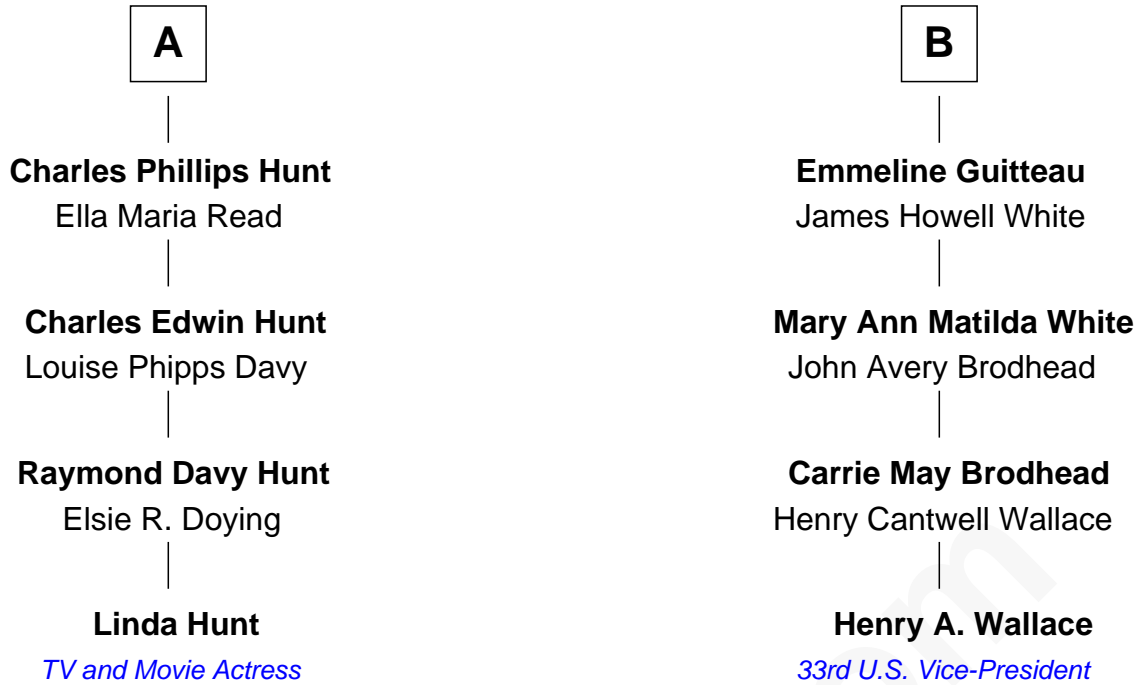 A
Charles Phillips Hunt
Ella Maria Read
Charles Edwin Hunt
Louise Phipps Davy
Raymond Davy Hunt
Elsie R. Doying
Linda Hunt
TV and Movie Actress
B
Emmeline Guitteau
James Howell White
Mary Ann Matilda White
John Avery Brodhead
Carrie May Brodhead
Henry Cantwell Wallace
Henry A. Wallace
33rd U.S. Vice-President